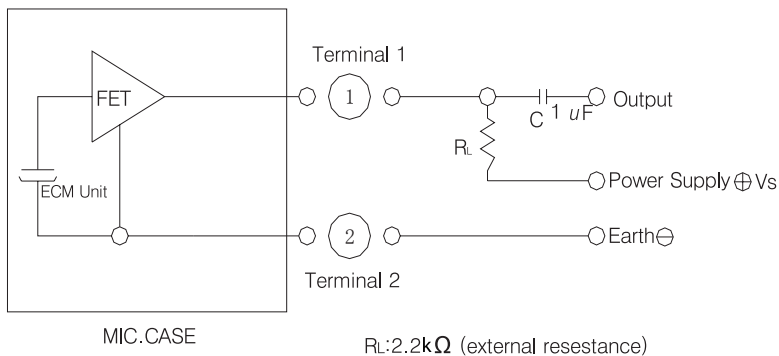 Terminal 1
FET
1
Output
C 1 uF
RL
ECM Unit
Power Supply ⊕ Vs
2
Earth ⊖
Terminal 2
MIC.CASE
RL:2.2kΩ (external resestance)